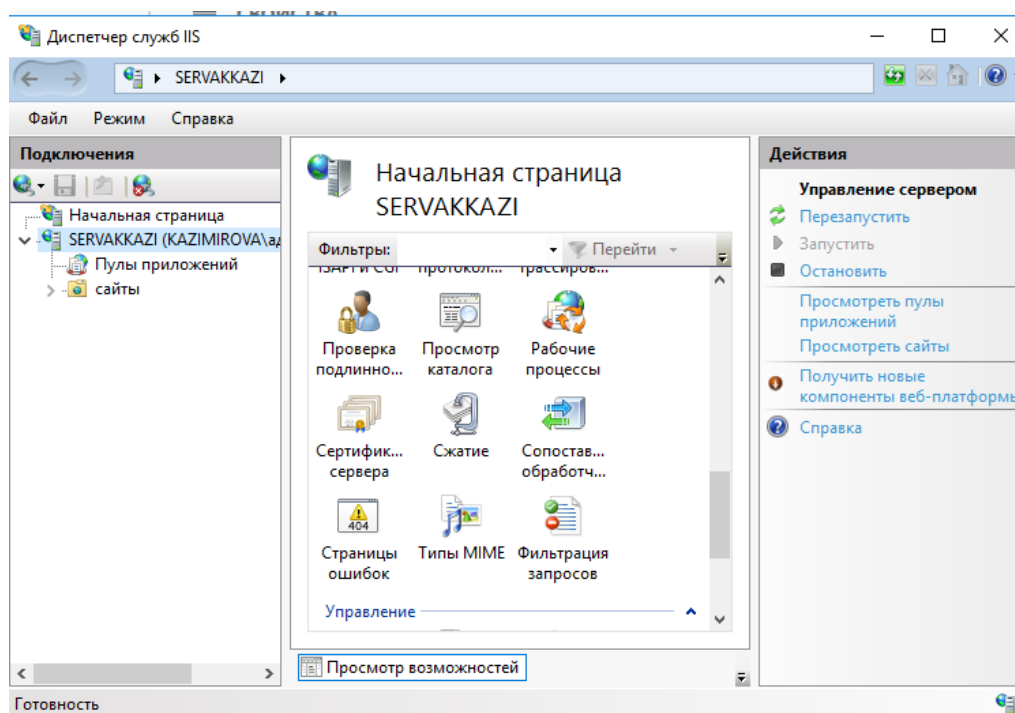 Диспетчер служб IIS
SERVAKKAZI
Файл Режим Справка
Подключения
Начальная страница
SERVAKKAZI (KAZIMIROVA\ад
Пулы приложений
сайты
Начальная страница
SERVAKKAZI
Фильтры: Перейти
Проверка подлинно...
Просмотр каталога
Рабочие процессы
Сертифик... сервера
Сжатие
Сопостав... обработч...
404
Страницы ошибок
Типы MIME
Фильтрация запросов
Управление
Просмотр возможностей
Действия
Управление сервером
Перезапустить
Запустить
Остановить
Просмотреть пулы
приложений
Просмотреть сайты
Получить новые
компоненты веб-платформы
Справка
Готовность